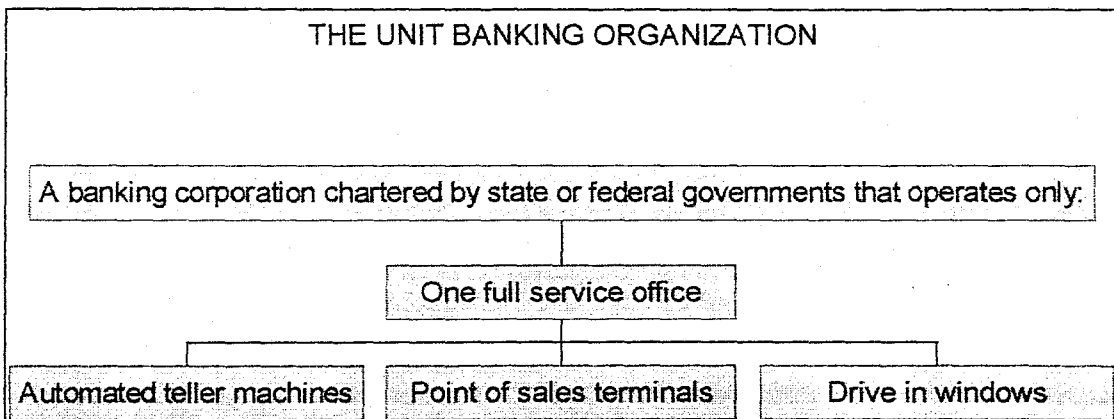 THE UNIT BANKING ORGANIZATION
A banking corporation chartered by state or federal governments that operates only:
One full service office
Automated teller machines
Point of sales terminals
Drive in windows